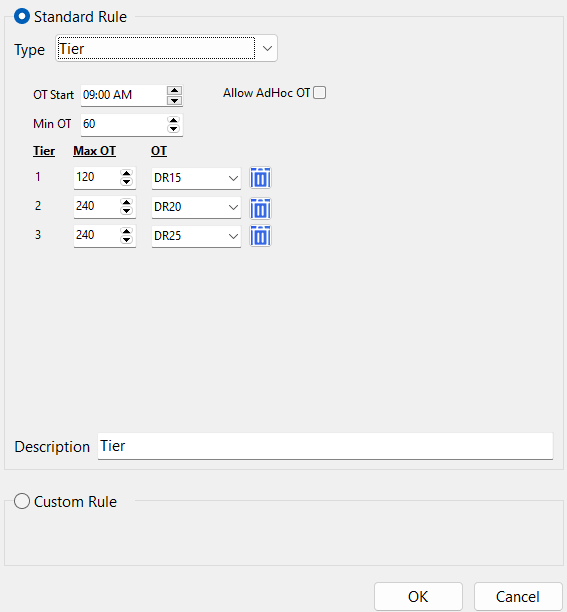 Standard Rule
Type Tier
OT Start 09:00 AM Allow AdHoc OT
Min OT 60
Tier Max OT OT
1 120 DR15
2 240 DR20
3 240 DR25
Description Tier
Custom Rule
OK Cancel